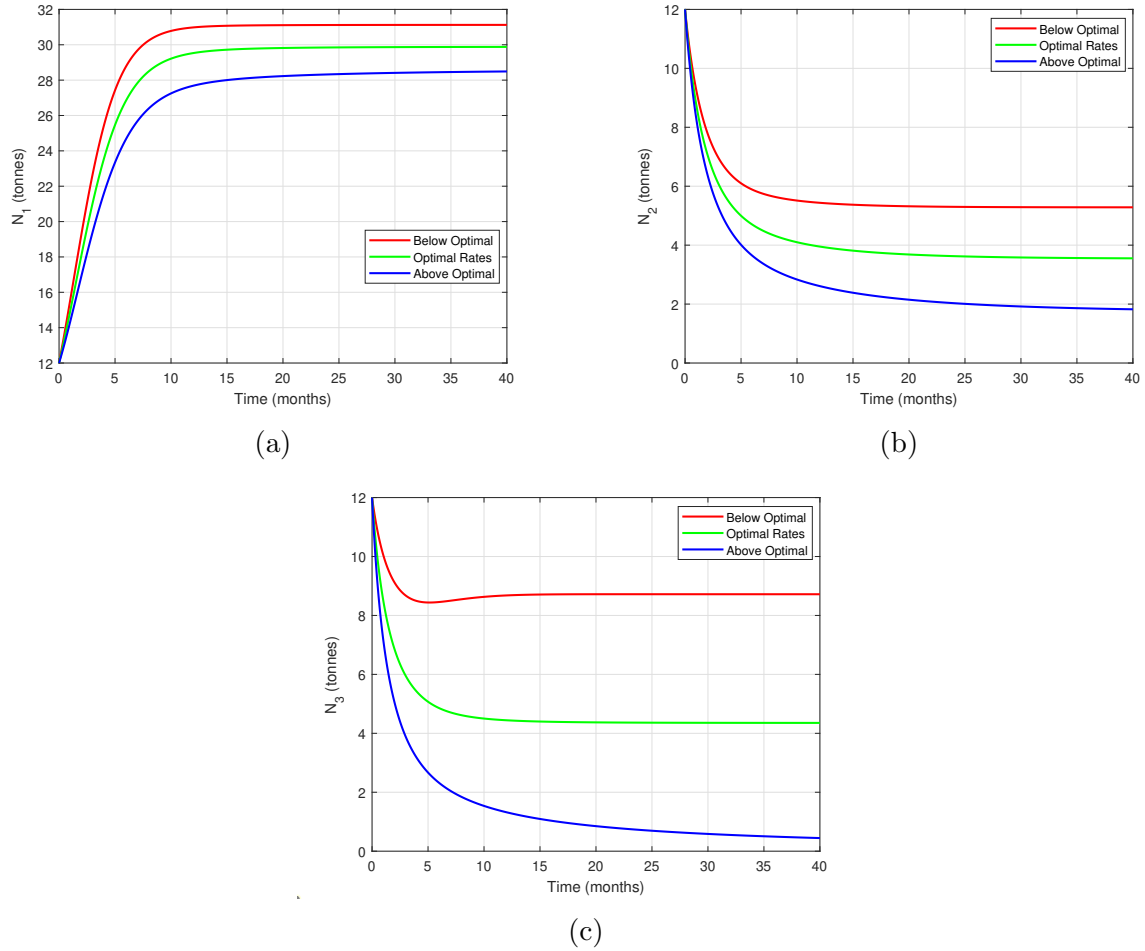 32
30
28
26
24
22
20
18
16
14
12
N1 (tonnes)
Below Optimal
Optimal Rates
Above Optimal
0 5 10 15 20 25 30 35 40
Time (months)
(a)
12
10
8
6
4
2
0
N2 (tonnes)
Below Optimal
Optimal Rates
Above Optimal
0 5 10 15 20 25 30 35 40
Time (months)
(b)
12
10
8
6
4
2
0
N3 (tonnes)
Below Optimal
Optimal Rates
Above Optimal
0 5 10 15 20 25 30 35 40
Time (months)
(c)